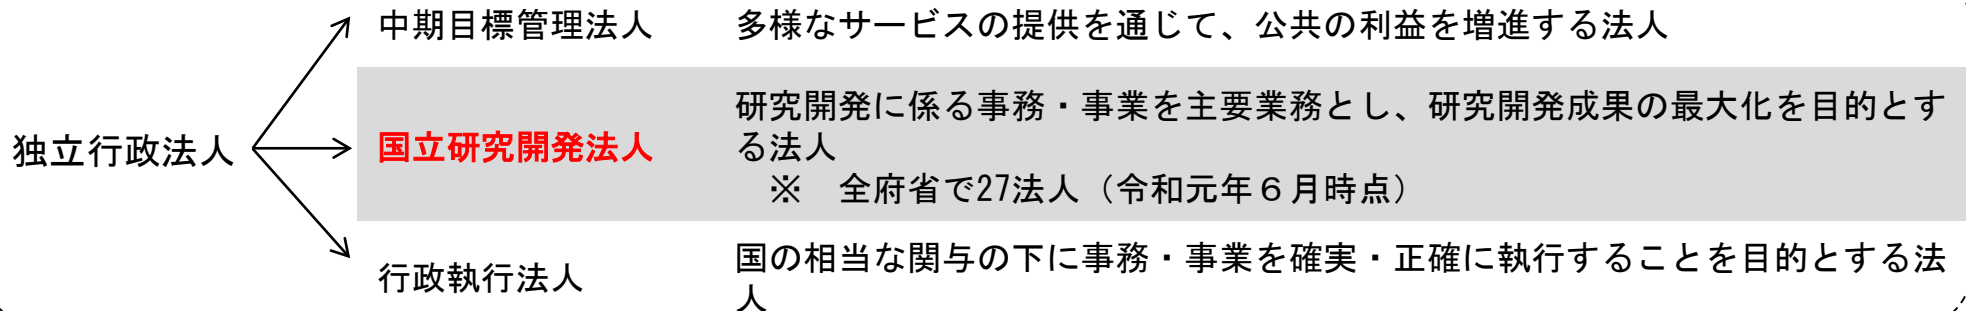 中期目標管理法人　多様なサービスの提供を通じて、公共の利益を増進する法人
独立行政法人
国立研究開発法人
研究開発に係る事務・事業を主要業務とし、研究開発成果の最大化を目的とす
る法人
※　全府省で27法人（令和元年６月時点）
行政執行法人
国の相当な関与の下に事務・事業を確実・正確に執行することを目的とする法
人